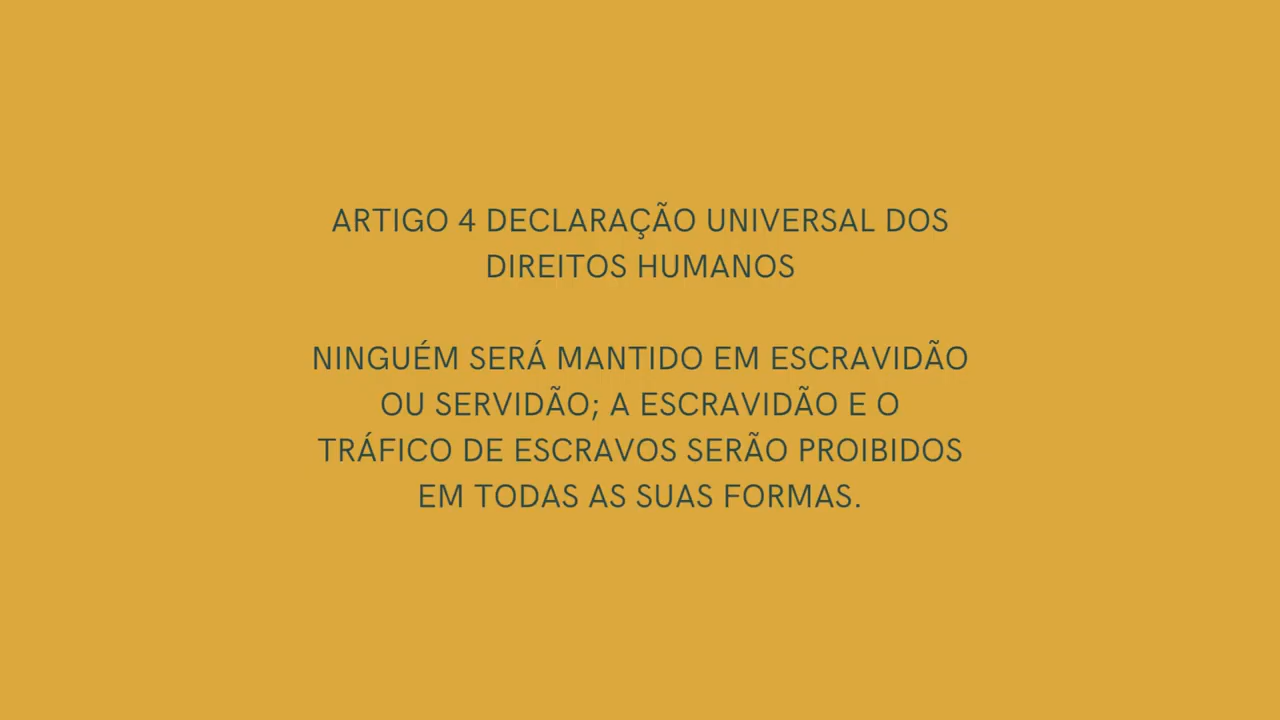 ARTIGO 4 DECLARAÇÃO UNIVERSAL DOS
DIREITOS HUMANOS
NINGUÉM SERÁ MANTIDO EM ESCRAVIDÃO
OU SERVIDÃO; A ESCRAVIDÃO E O
TRÁFICO DE ESCRAVOS SERÃO PROIBIDOS
EM TODAS AS SUAS FORMAS.